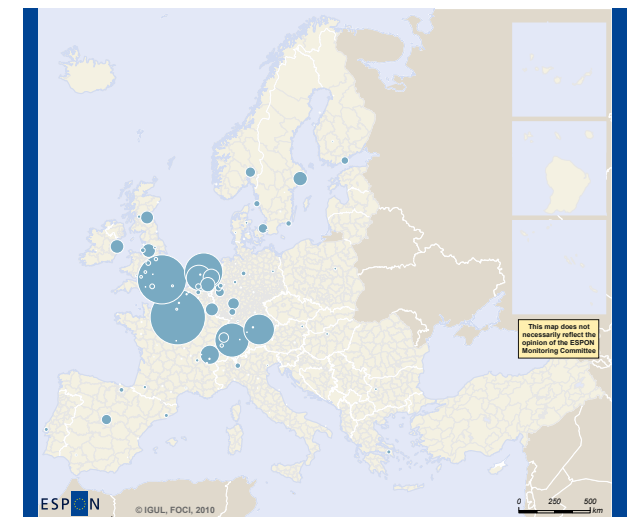 This map does not
necessarily reflect the
opinion of the ESPON
Monitoring Committee
ESPON
© IGUL, FOCI, 2010
0 250 500
km